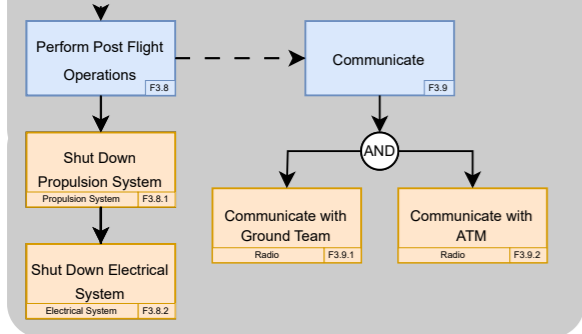 Perform Post Flight
Operations
F3.8
Communicate
F3.9
AND
Shut Down
Propulsion System
Propulsion System F3.8.1
Communicate with
Ground Team
Radio F3.9.1
Communicate with
ATM
Radio F3.9.2
Shut Down Electrical
System
Electrical System F3.8.2